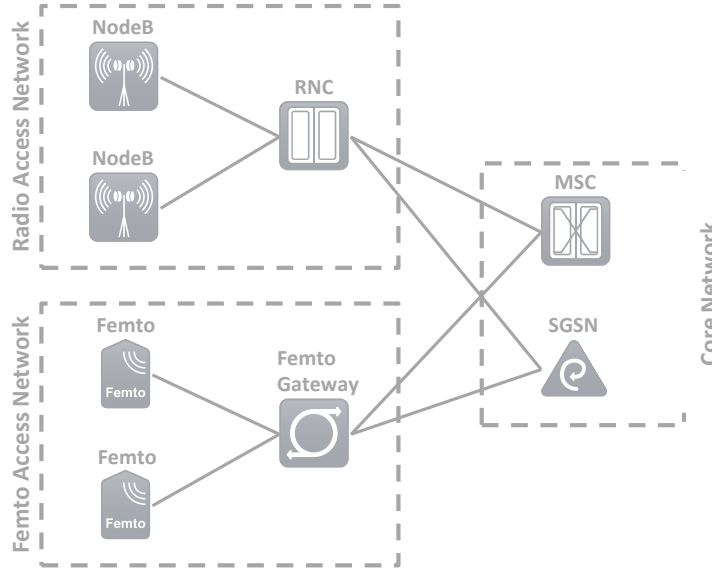 Radio Access Network
NodeB
RNC
NodeB
MSC
Core Network
SGSN
Femto Access Network
Femto
Femto
Femto
Gateway
Femto
Femto